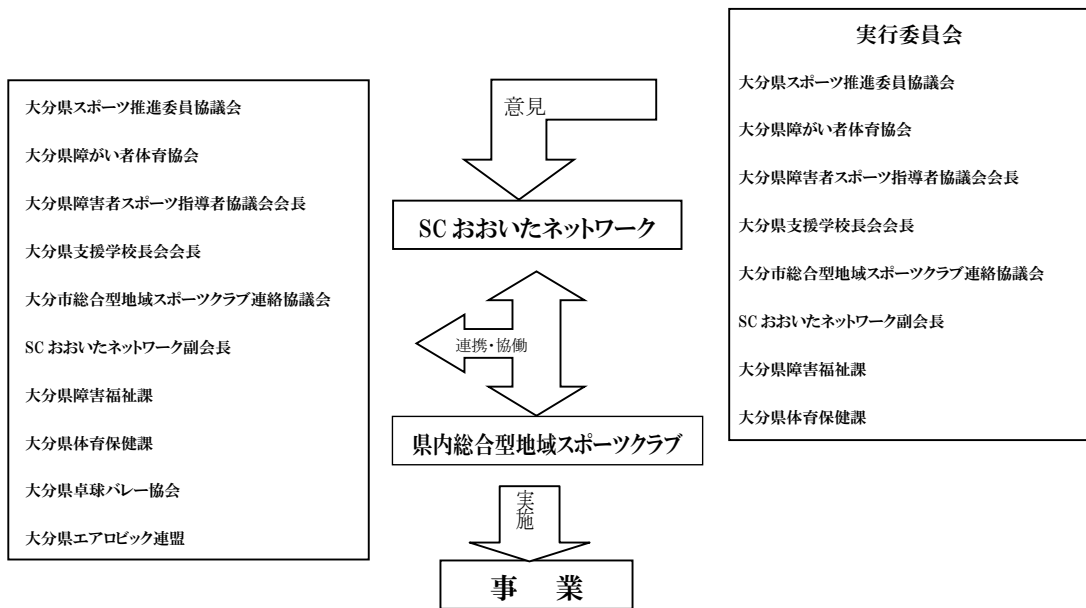 大分県スポーツ推進委員協議会
大分県障がい者体育協会
大分県障害者スポーツ指導者協議会会長
大分県支援学校長会会長
大分市総合型地域スポーツクラブ連絡協議会
SCおおいたネットワーク副会長
大分県障害福祉課
大分県体育保健課
大分県卓球バレー協会
大分県エアロビック連盟
意見
SCおおいたネットワーク
連携・協働
県内総合型地域スポーツクラブ
実施
事 業
実行委員会
大分県スポーツ推進委員協議会
大分県障がい者体育協会
大分県障害者スポーツ指導者協議会会長
大分県支援学校長会会長
大分市総合型地域スポーツクラブ連絡協議会
SCおおいたネットワーク副会長
大分県障害福祉課
大分県体育保健課